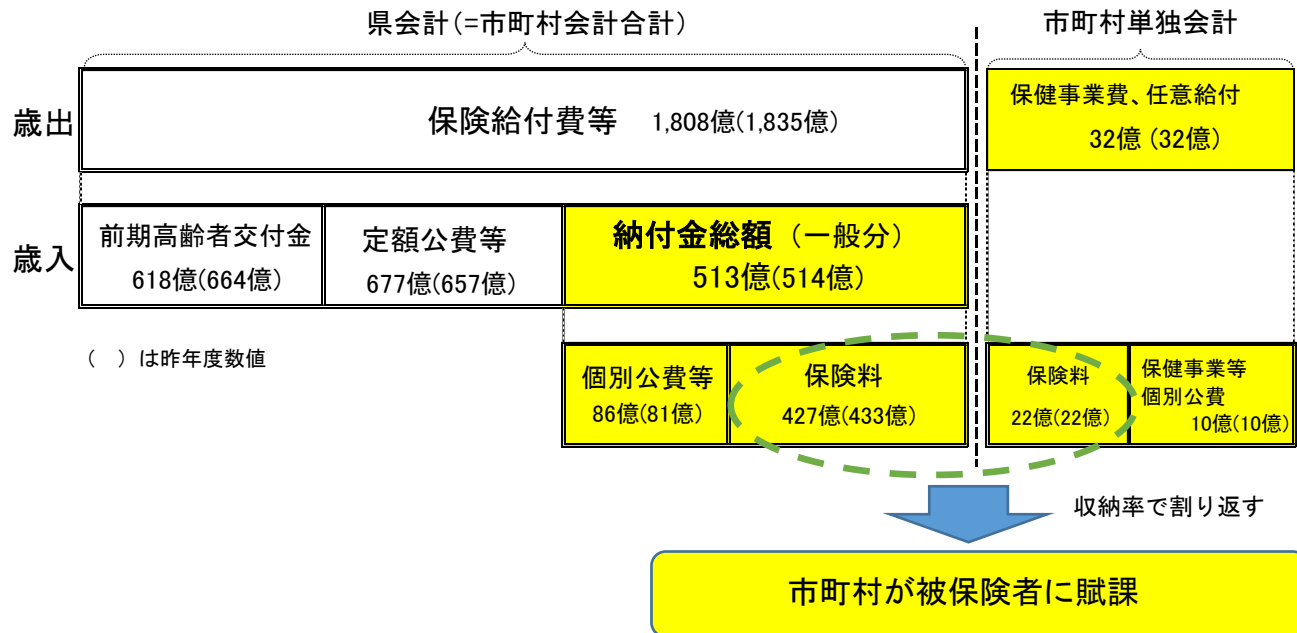 県会計(=市町村会計合計)
市町村単独会計
歳出
保険給付費等 1,808億(1,835億)
保健事業費、任意給付
32億 (32億)
歳入
前期高齢者交付金
618億(664億)
定額公費等
677億(657億)
納付金総額（一般分）
513億(514億)
（　）は昨年度数値
個別公費等
86億(81億)
保険料
427億(433億)
保険料
22億(22億)
保健事業等
個別公費
10億(10億)
収納率で割り返す
市町村が被保険者に賦課